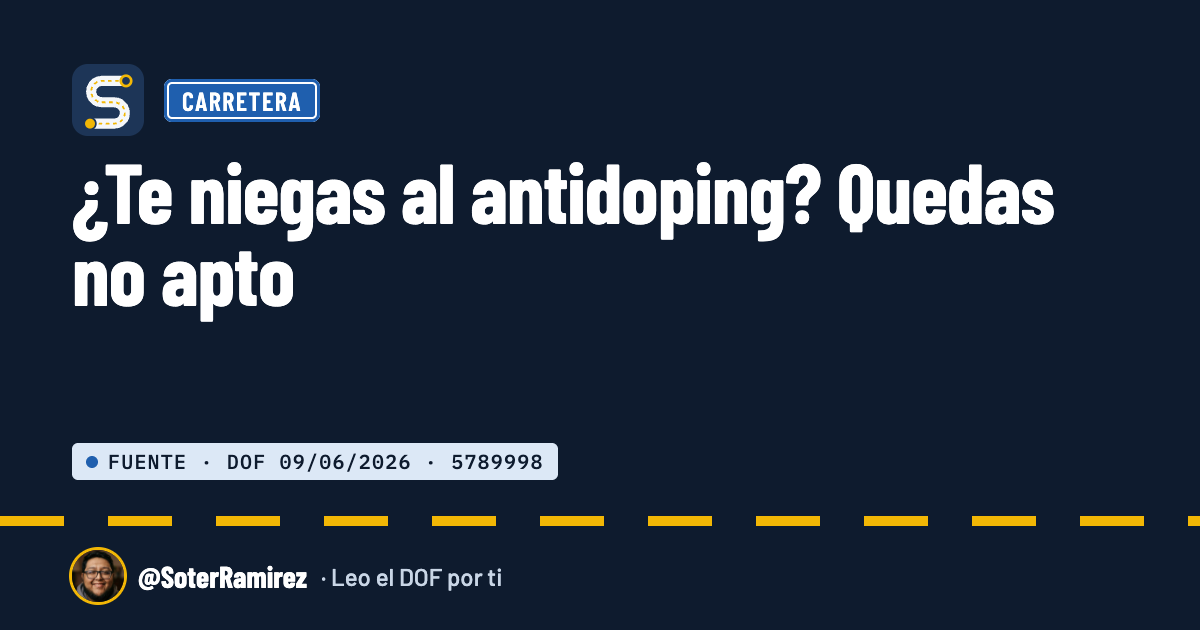 CARRETERA
¿Te niegas al antidoping? Quedas
no apto
FUENTE · DOF 09/06/2026 · 5789998
@SoterRamirez · Leo el DOF por ti